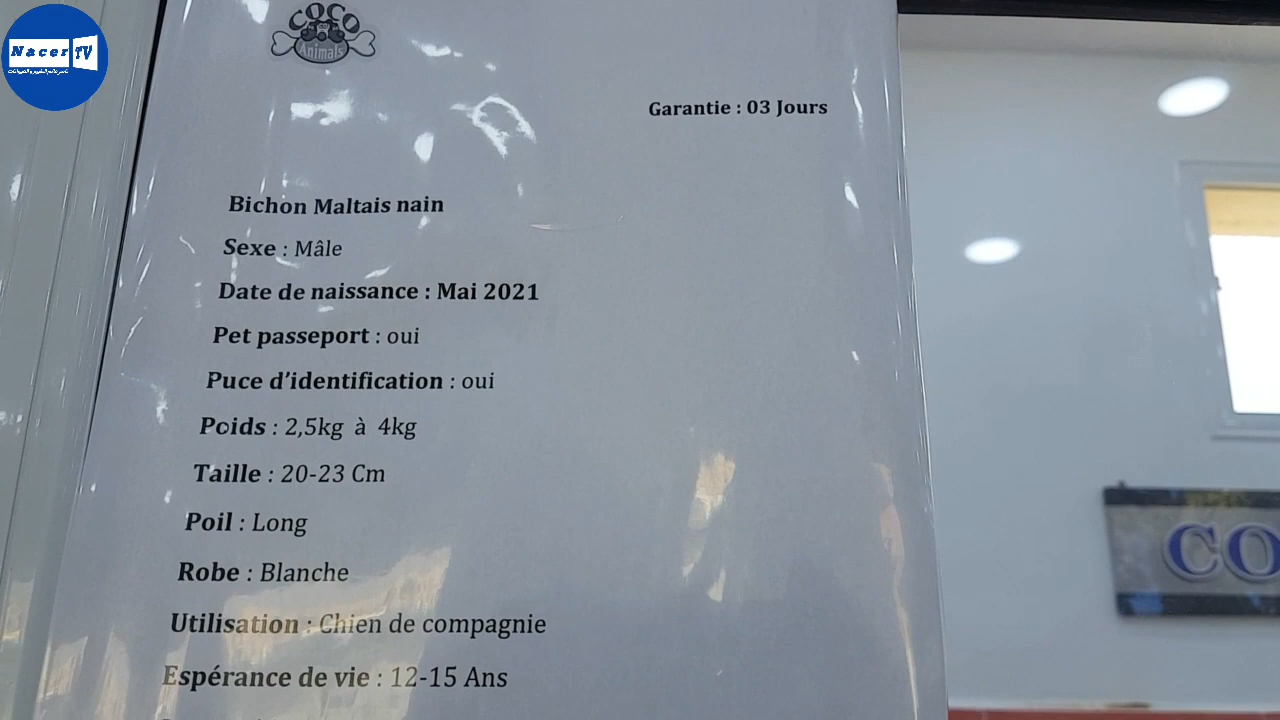 Nacer TV
COCO
Animals
Garantie : 03 Jours
Bichon Maltais nain
Sexe : Mâle
Date de naissance : Mai 2021
Pet passeport : oui
Puce d'identification : oui
Poids : 2,5kg à 4kg
Taille : 20-23 Cm
Poil : Long
Robe : Blanche
Utilisation : Chien de compagnie
Espérance de vie : 12-15 Ans
CO